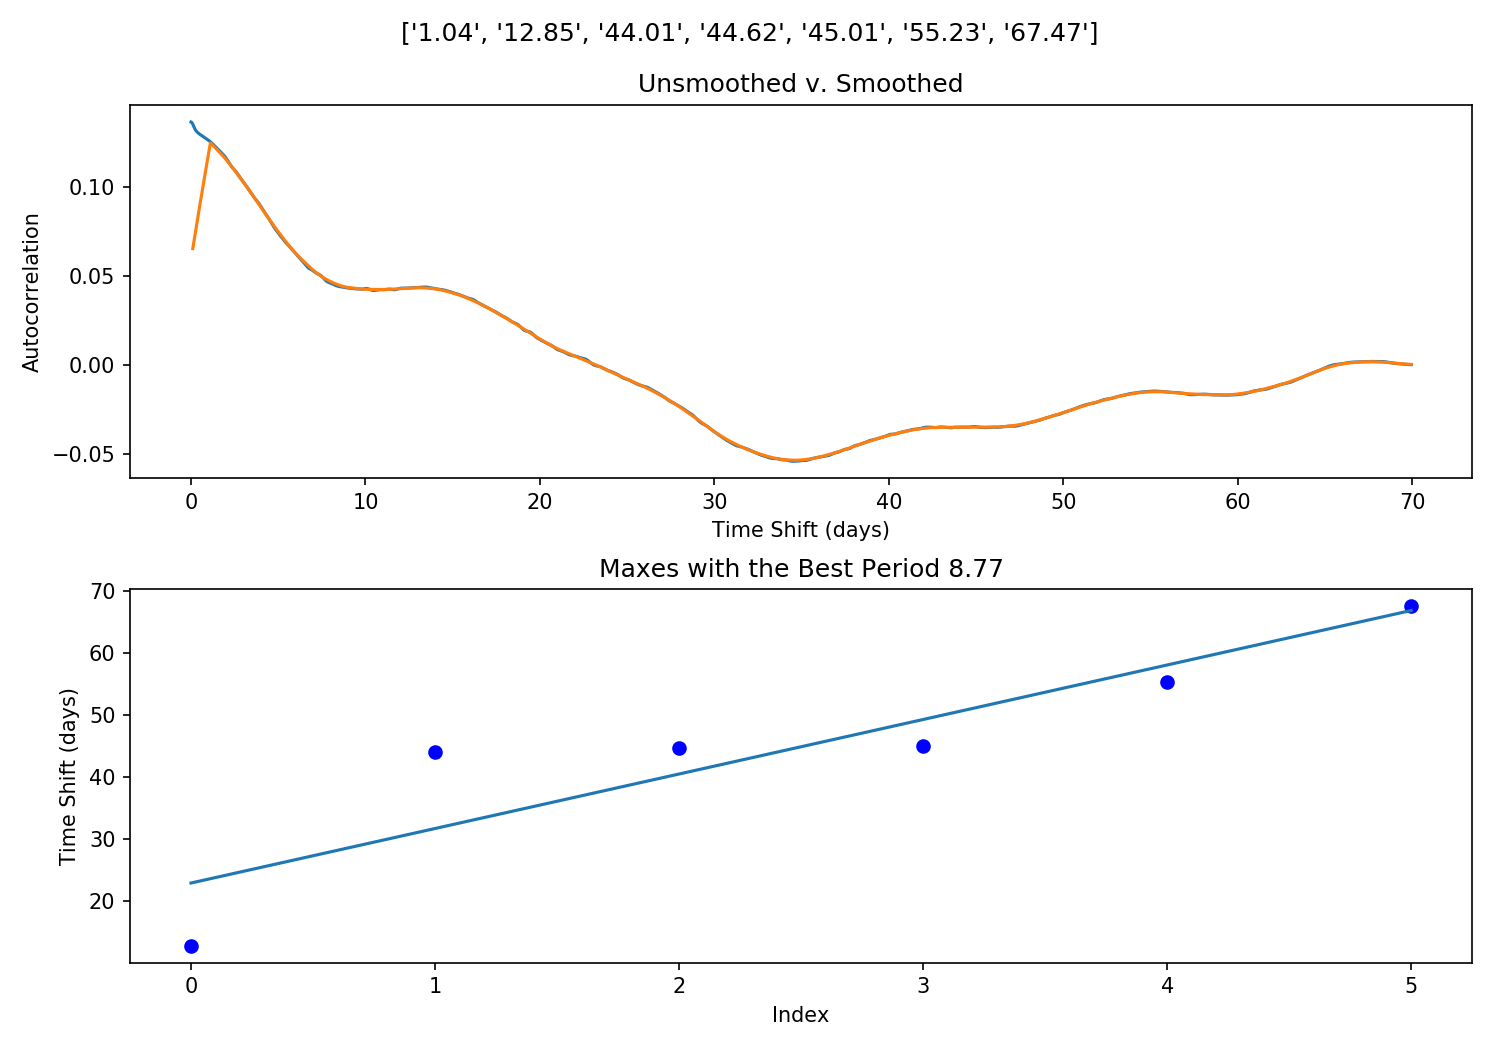 ['1.04', '12.85', '44.01', '44.62', '45.01', '55.23', '67.47']
Unsmoothed v. Smoothed
Autocorrelation
0.10
0.05
0.00
−0.05
0 10 20 30 40 50 60 70
Time Shift (days)
Maxes with the Best Period 8.77
Time Shift (days)
70
60
50
40
30
20
0 1 2 3 4 5
Index